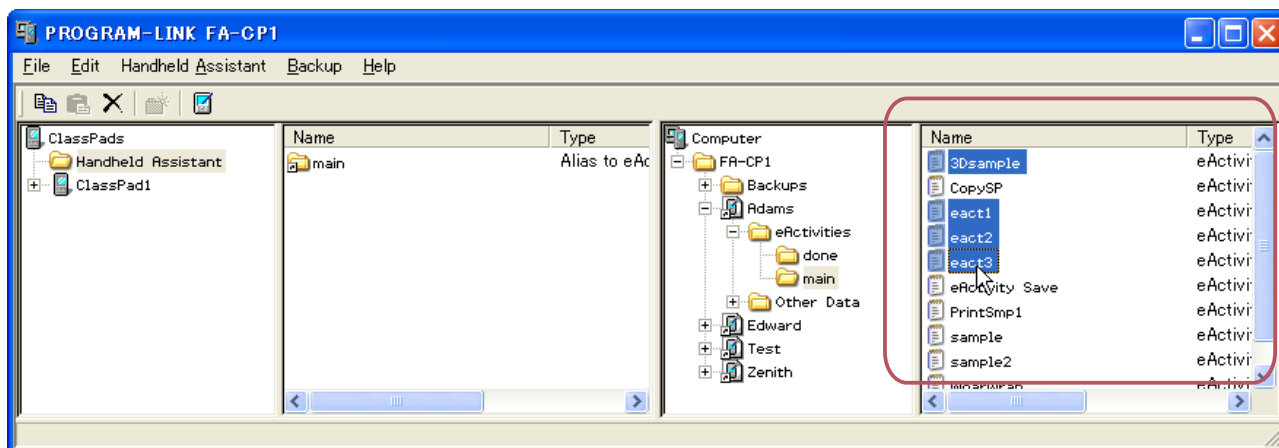 PROGRAM-LINK FA-CP1
File Edit Handheld Assistant Backup Help
ClassPads
Handheld Assistant
ClassPad1
Name Type
main Alias to eAc
Computer
FA-CP1
Backups
Adams
eActivities
done
main
Other Data
Edward
Test
Zenith
Name Type
3Dsample eActivi
CopySP eActivi
eact1 eActivi
eact2 eActivi
eact3 eActivi
eActivity Save eActivi
PrintSmp1 eActivi
sample eActivi
sample2 eActivi
eActivi